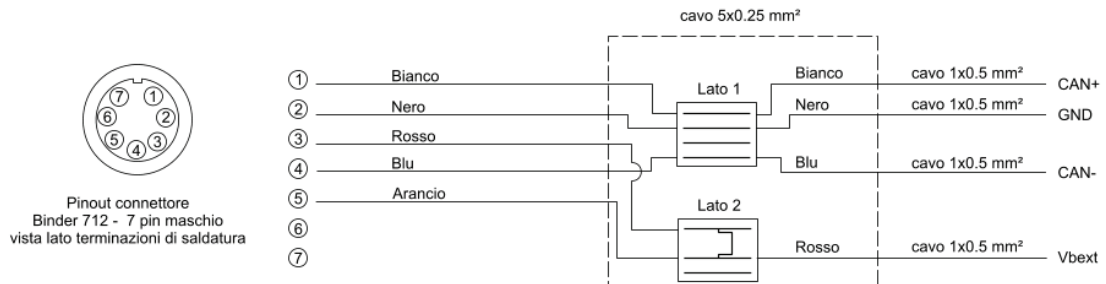 cavo 5x0.25 mm²
① Bianco Lato 1 Bianco cavo 1x0.5 mm² CAN+
② Nero Nero cavo 1x0.5 mm² GND
③ Rosso
④ Blu Blu cavo 1x0.5 mm² CAN-
⑤ Arancio Lato 2
⑥
⑦ Rosso cavo 1x0.5 mm² Vbext
⑦ ①
⑥ ②
⑤ ③
④
Pinout connettore
Binder 712 - 7 pin maschio
vista lato terminazioni di saldatura